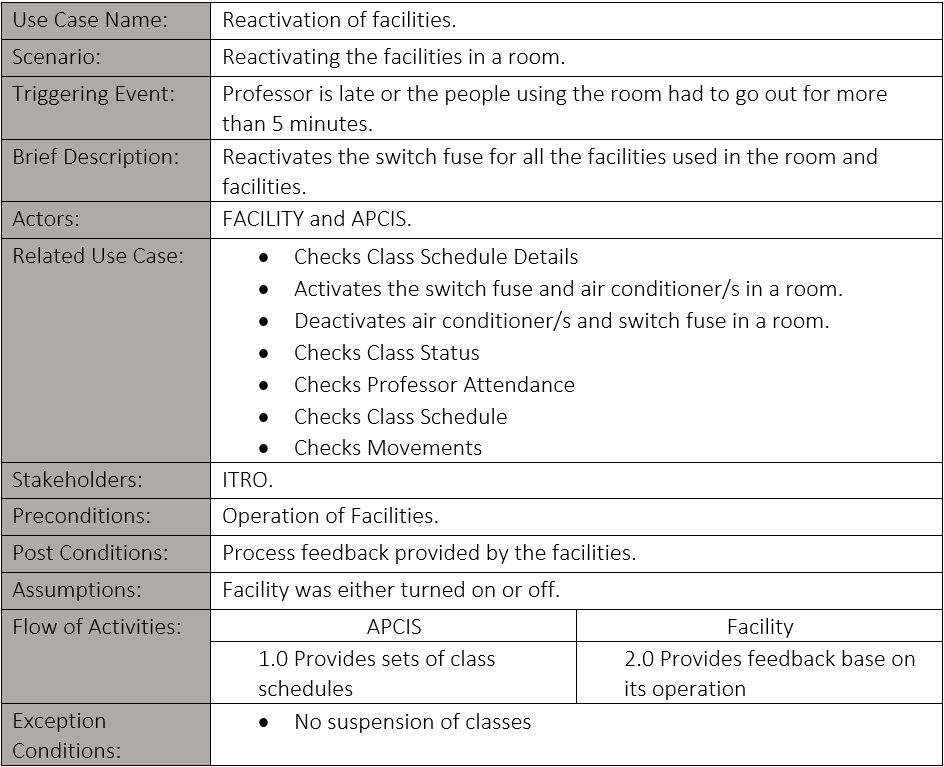 Use Case Name: Reactivation of facilities.
Scenario: Reactivating the facilities in a room.
Triggering Event: Professor is late or the people using the room had to go out for more
than 5 minutes.
Brief Description: Reactivates the switch fuse for all the facilities used in the room and
facilities.
Actors: FACILITY and APCIS.
Related Use Case: • Checks Class Schedule Details
• Activates the switch fuse and air conditioner/s in a room.
• Deactivates air conditioner/s and switch fuse in a room.
• Checks Class Status
• Checks Professor Attendance
• Checks Class Schedule
• Checks Movements
Stakeholders: ITRO.
Preconditions: Operation of Facilities.
Post Conditions: Process feedback provided by the facilities.
Assumptions: Facility was either turned on or off.
Flow of Activities: APCIS Facility
1.0 Provides sets of class
schedules
2.0 Provides feedback base on
its operation
Exception
Conditions:
• No suspension of classes